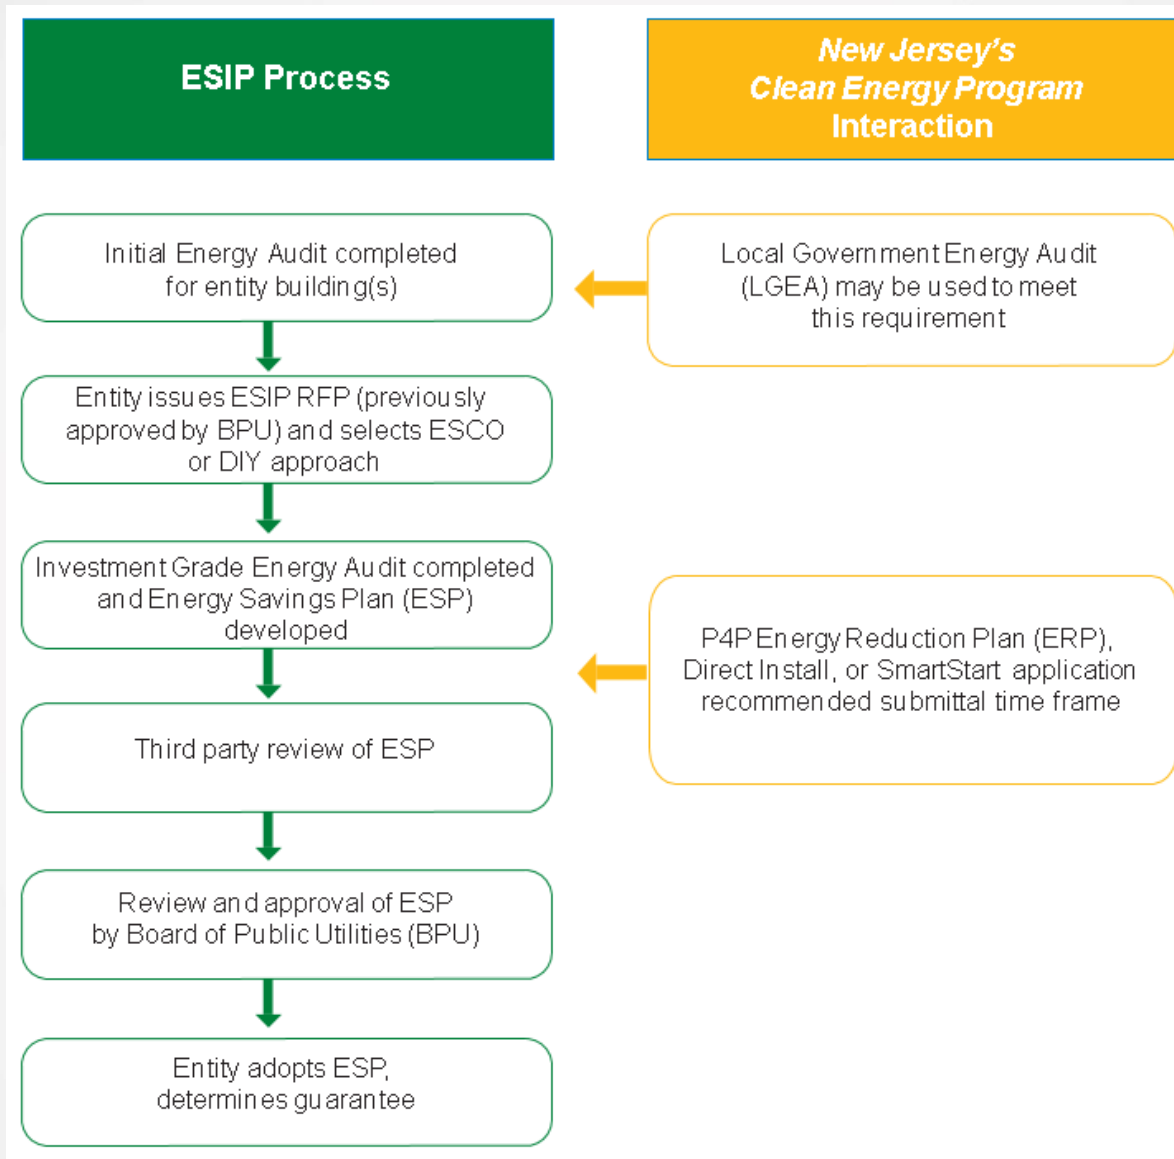 ESIP Process
New Jersey's
Clean Energy Program
Interaction
Initial Energy Audit completed
for entity building(s)
Local Government Energy Audit
(LGEA) may be used to meet
this requirement
Entity issues ESIP RFP (previously
approved by BPU) and selects ESCO
or DIY approach
Investment Grade Energy Audit completed
and Energy Savings Plan (ESP)
developed
P4P Energy Reduction Plan (ERP),
Direct Install, or SmartStart application
recommended submittal time frame
Third party review of ESP
Review and approval of ESP
by Board of Public Utilities (BPU)
Entity adopts ESP,
determines guarantee